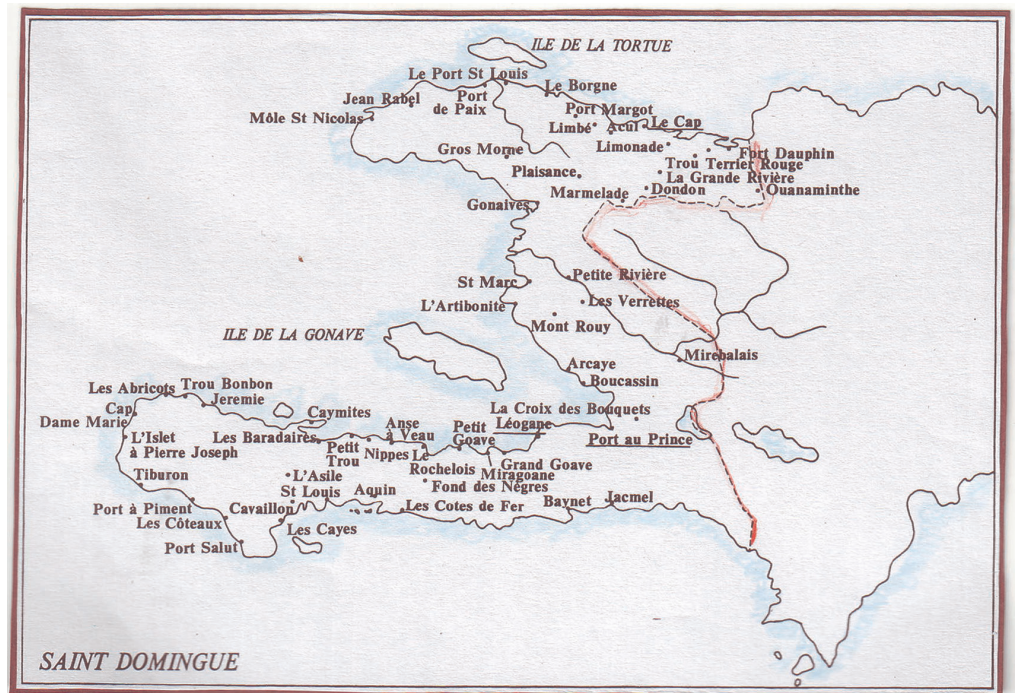 ILE DE LA TORTUE
Le Port St Louis
Le Borgne
Jean Rabel
Port
de Paix
Port Margot
Môle St Nicolas
Limbé
Acul
Le Cap
Gros Morne
Limonade
Fort Dauphin
Trou
Terrier Rouge
Plaisance
La Grande Rivière
Marmelade
Dondon
Ouanaminthe
Gonaives
St Marc
Petite Rivière
L'Artibonite
Les Verrettes
Mont Rouy
ILE DE LA GONAVE
Mirebalais
Arcaye
Boucassin
Les Abricots
Trou Bonbon
Jeremie
Cap
Dame Marie
Caymites
La Croix des Bouquets
L'Islet
à Pierre Joseph
Les Baradaires
Anse
à Veau
Petit
Goave
Léogane
Port au Prince
Petit
Trou
Nippes
Le
Rochelois
Miragoane
Grand Goave
Tiburon
L'Asile
Fond des Nègres
St Louis
Aquin
Port à Piment
Cavaillon
Les Cotes de Fer
Baynet
Jacmel
Les Côteaux
Les Cayes
Port Salut
SAINT DOMINGUE